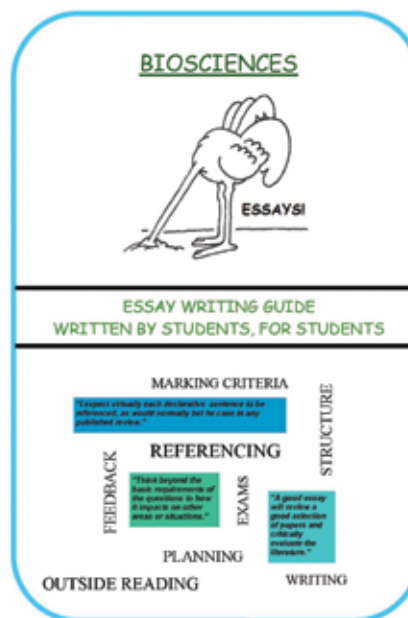 BIOSCIENCES
ESSAYS!
ESSAY WRITING GUIDE
WRITTEN BY STUDENTS, FOR STUDENTS
MARKING CRITERIA
"I expect virtually each declarative sentence to be
referenced, as would normally bet he case in any
published review."
REFERENCING
STRUCTURE
FEEDBACK
"Think beyond the
basic requirements of
the questions to how
it impacts on other
areas or situations."
EXAMS
"A good essay
will review a
good selection
of papers and
critically
evaluate the
literature."
PLANNING
OUTSIDE READING
WRITING